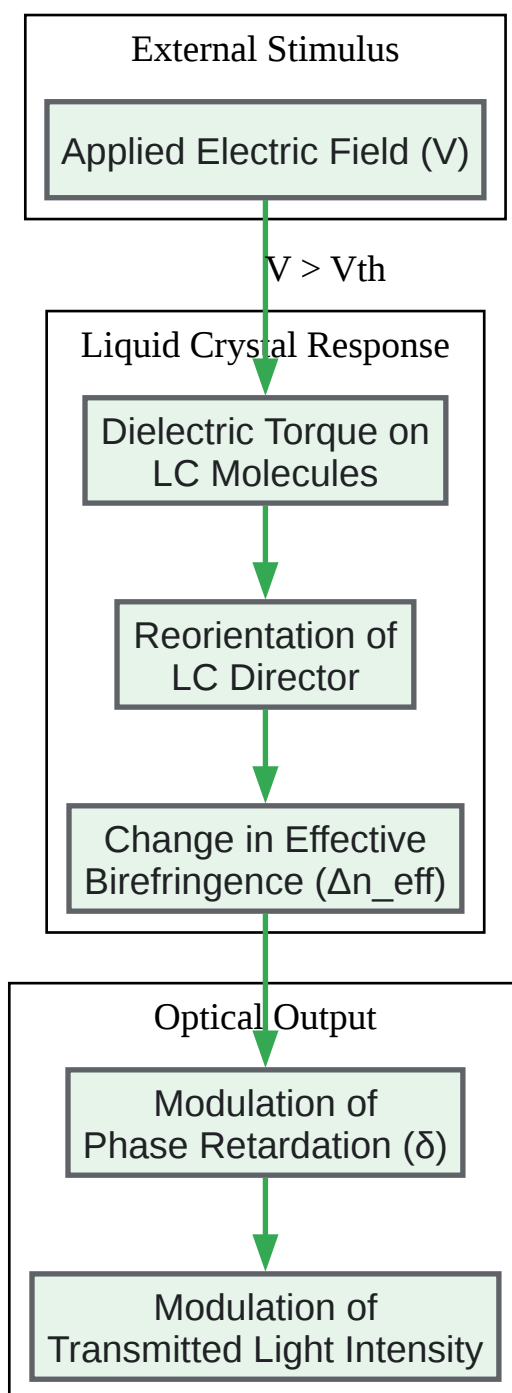 External Stimulus
Applied Electric Field (V)
V > Vth
Liquid Crystal Response
Dielectric Torque on
LC Molecules
Reorientation of
LC Director
Change in Effective
Birefringence (Δn_eff)
Optical Output
Modulation of
Phase Retardation (δ)
Modulation of
Transmitted Light Intensity